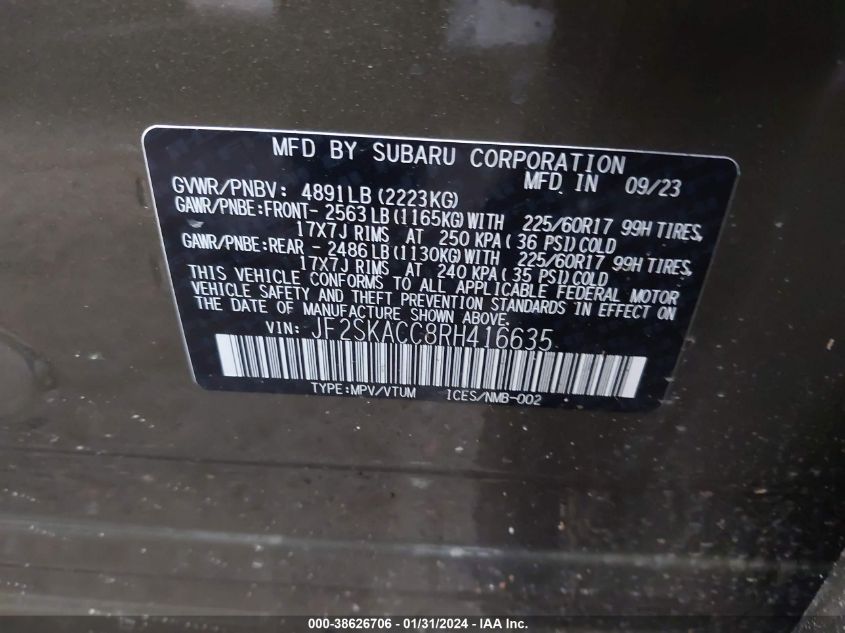 MFD BY SUBARU CORPORATION
MFD IN 09/23
GVWR/PNBV: 4891LB (2223KG)
GAWR/PNBE:FRONT- 2563 LB (1165KG) WITH 225/60R17 99H TIRES,
17X7J RIMS AT 250 KPA ( 36 PSI) COLD
GAWR/PNBE:REAR - 2486 LB (1130KG) WITH 225/60R17 99H TIRES,
17X7J RIMS AT 240 KPA (35 PSI) COLD
THIS VEHICLE CONFORMS TO ALL APPLICABLE FEDERAL MOTOR
VEHICLE SAFETY AND THEFT PREVENTION STANDARDS IN EFFECT ON
THE DATE OF MANUFACTURE SHOWN ABOVE.
VIN: JF2SKACC8RH416635
TYPE:MPV/VTUM ICES/NMB-002
000-38626706 - 01/31/2024 - IAA Inc.